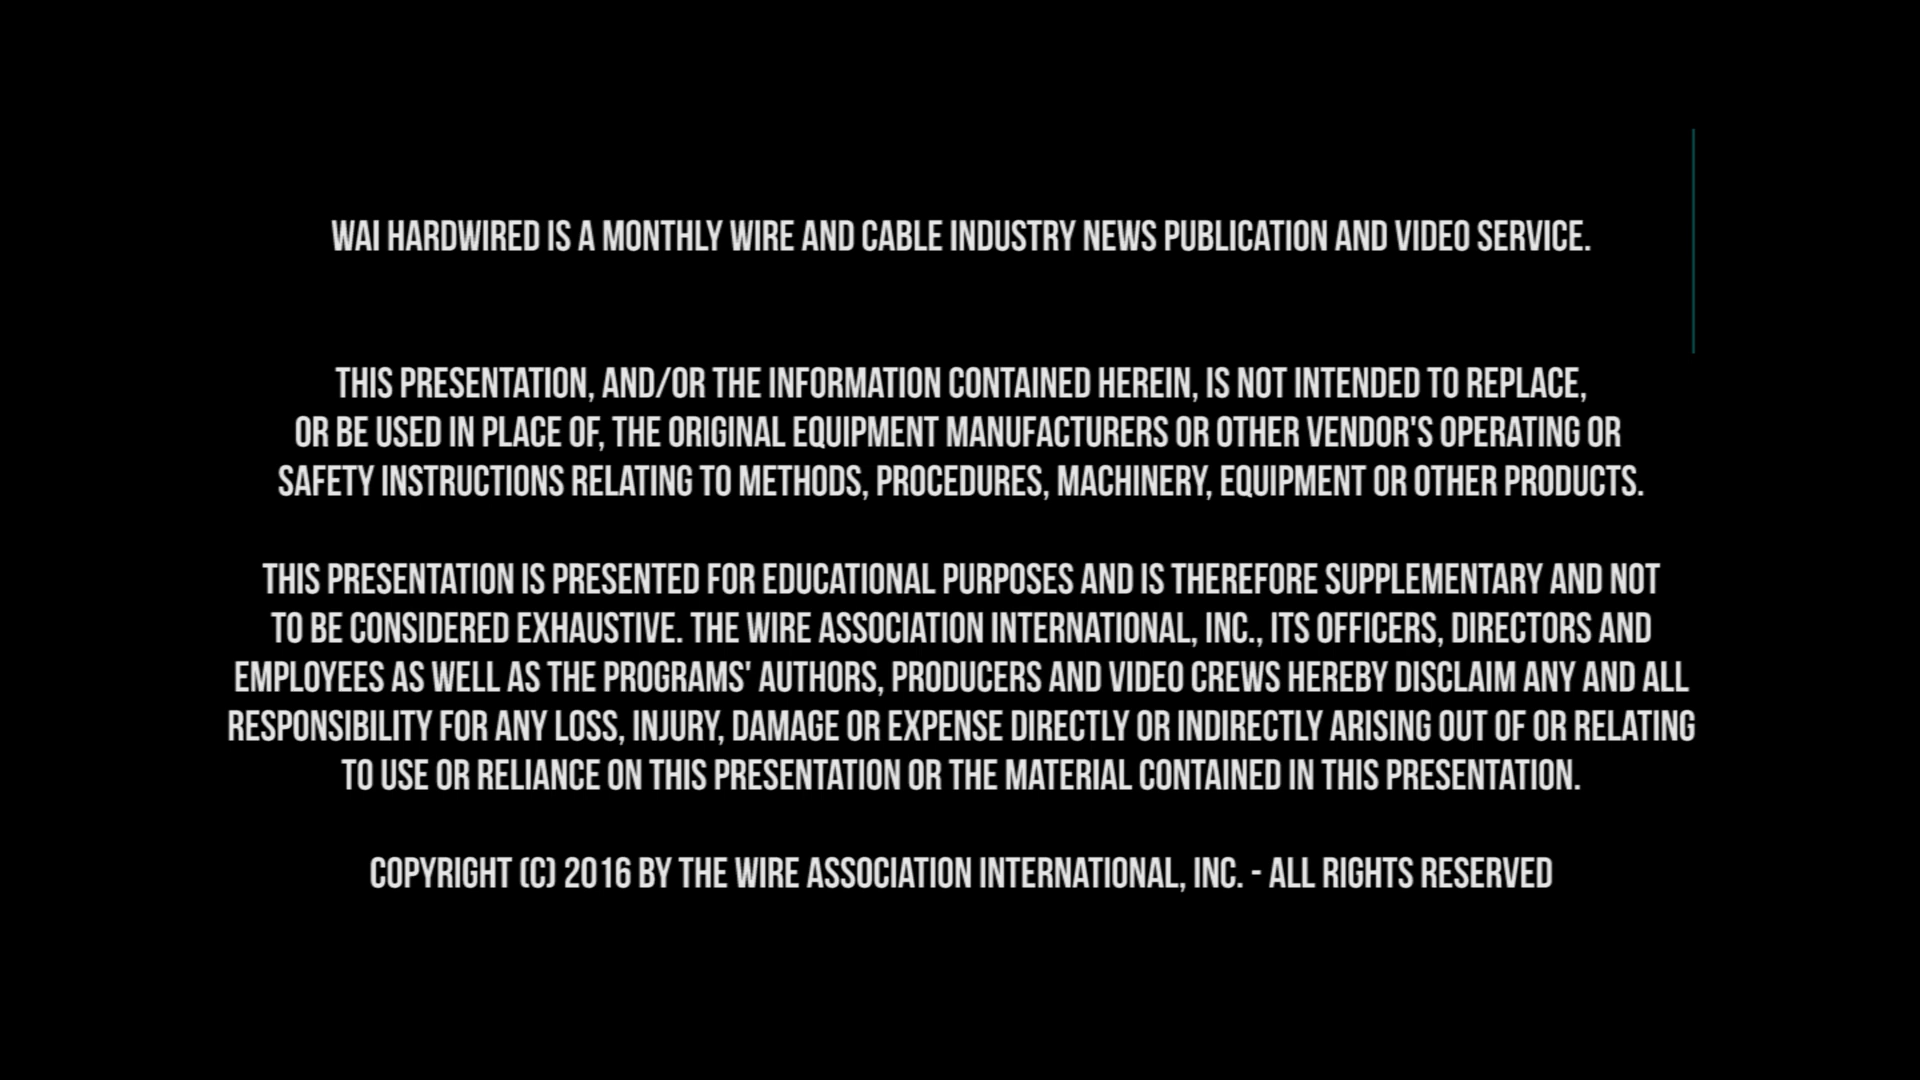 WAI HARDWIRED IS A MONTHLY WIRE AND CABLE INDUSTRY NEWS PUBLICATION AND VIDEO SERVICE.
THIS PRESENTATION, AND/OR THE INFORMATION CONTAINED HEREIN, IS NOT INTENDED TO REPLACE,
OR BE USED IN PLACE OF, THE ORIGINAL EQUIPMENT MANUFACTURERS OR OTHER VENDOR'S OPERATING OR
SAFETY INSTRUCTIONS RELATING TO METHODS, PROCEDURES, MACHINERY, EQUIPMENT OR OTHER PRODUCTS.
THIS PRESENTATION IS PRESENTED FOR EDUCATIONAL PURPOSES AND IS THEREFORE SUPPLEMENTARY AND NOT
TO BE CONSIDERED EXHAUSTIVE. THE WIRE ASSOCIATION INTERNATIONAL, INC., ITS OFFICERS, DIRECTORS AND
EMPLOYEES AS WELL AS THE PROGRAMS' AUTHORS, PRODUCERS AND VIDEO CREWS HEREBY DISCLAIM ANY AND ALL
RESPONSIBILITY FOR ANY LOSS, INJURY, DAMAGE OR EXPENSE DIRECTLY OR INDIRECTLY ARISING OUT OF OR RELATING
TO USE OR RELIANCE ON THIS PRESENTATION OR THE MATERIAL CONTAINED IN THIS PRESENTATION.
COPYRIGHT (C) 2016 BY THE WIRE ASSOCIATION INTERNATIONAL, INC. - ALL RIGHTS RESERVED